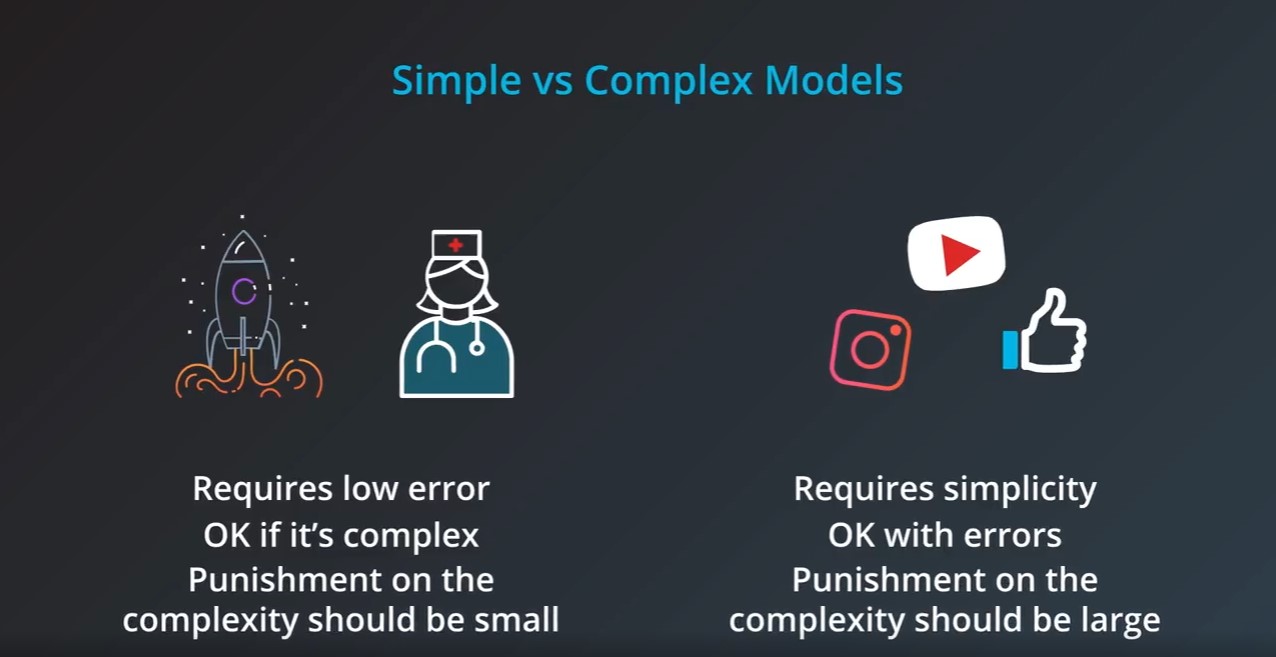 Simple vs Complex Models
Requires low error
OK if it’s complex
Punishment on the
complexity should be small
Requires simplicity
OK with errors
Punishment on the
complexity should be large